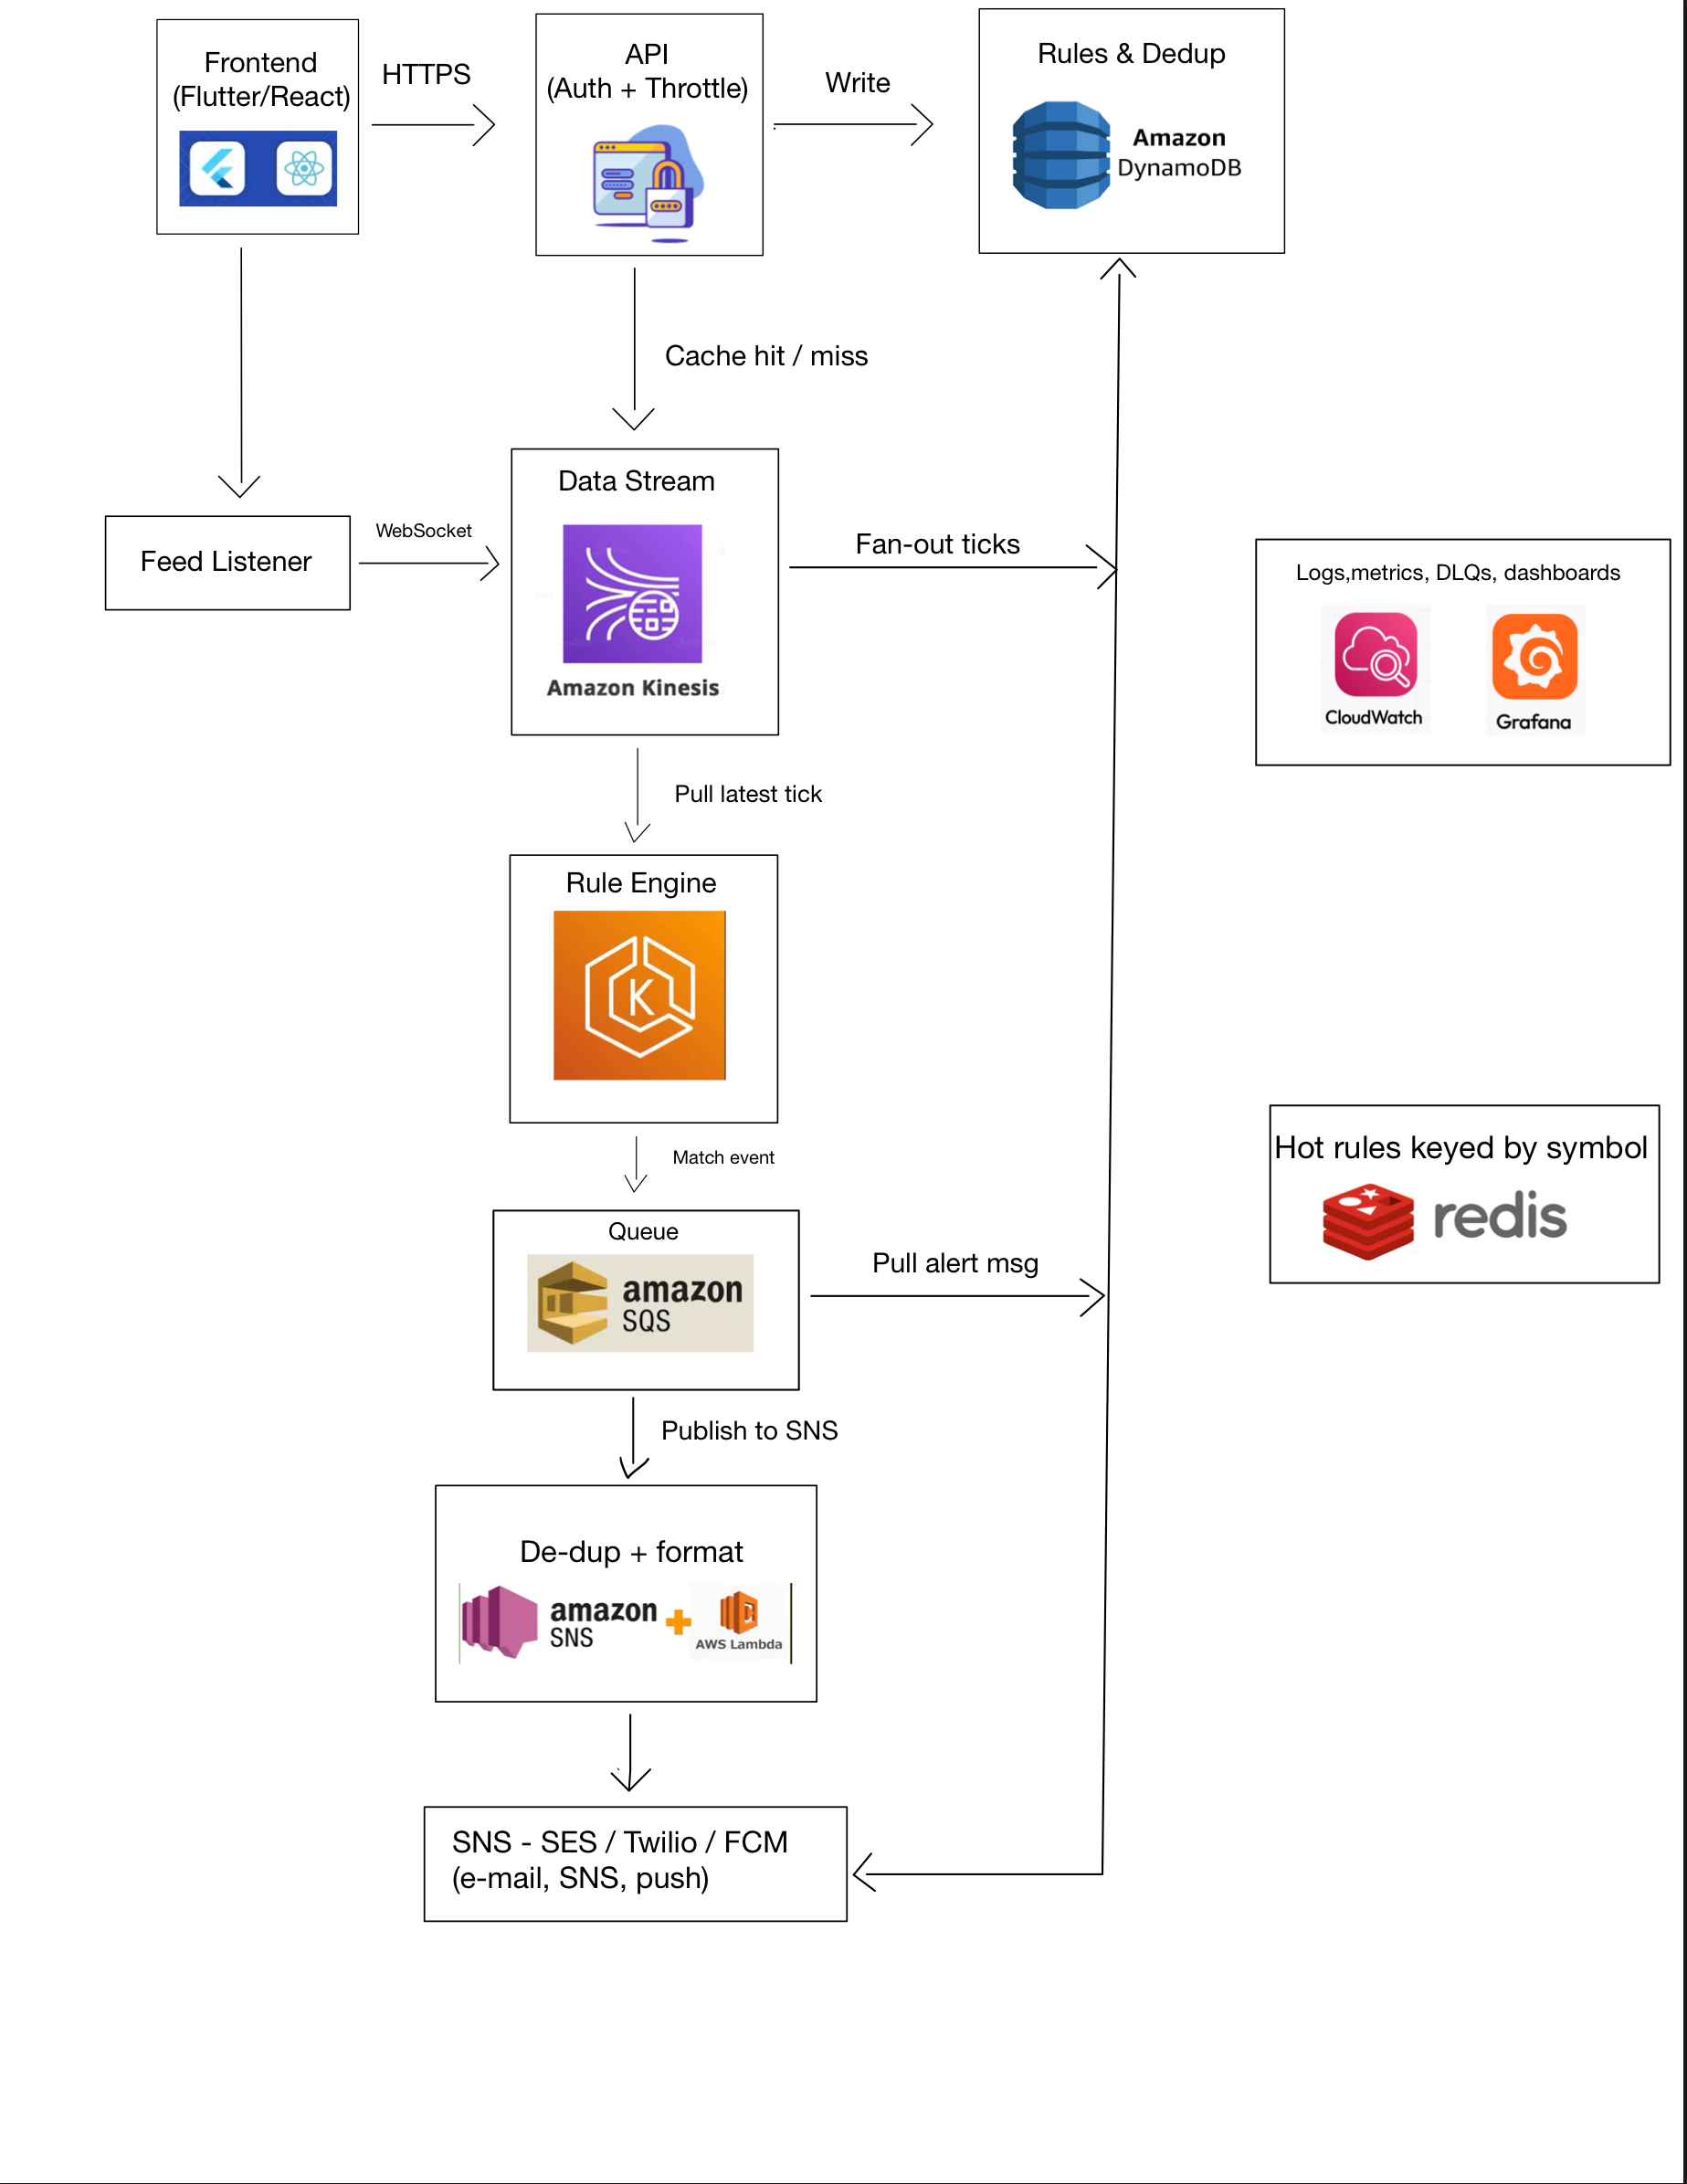 Frontend
(Flutter/React)
HTTPS
API
(Auth + Throttle)
Write
Rules & Dedup
Amazon
DynamoDB
Cache hit / miss
Data Stream
Amazon Kinesis
Feed Listener
WebSocket
Fan-out ticks
Logs,metrics, DLQs, dashboards
CloudWatch
Grafana
Pull latest tick
Rule Engine
K
Match event
Hot rules keyed by symbol
redis
Queue
amazon
SQS
Pull alert msg
Publish to SNS
De-dup + format
amazon
SNS
AWS Lambda
SNS - SES / Twilio / FCM
(e-mail, SNS, push)